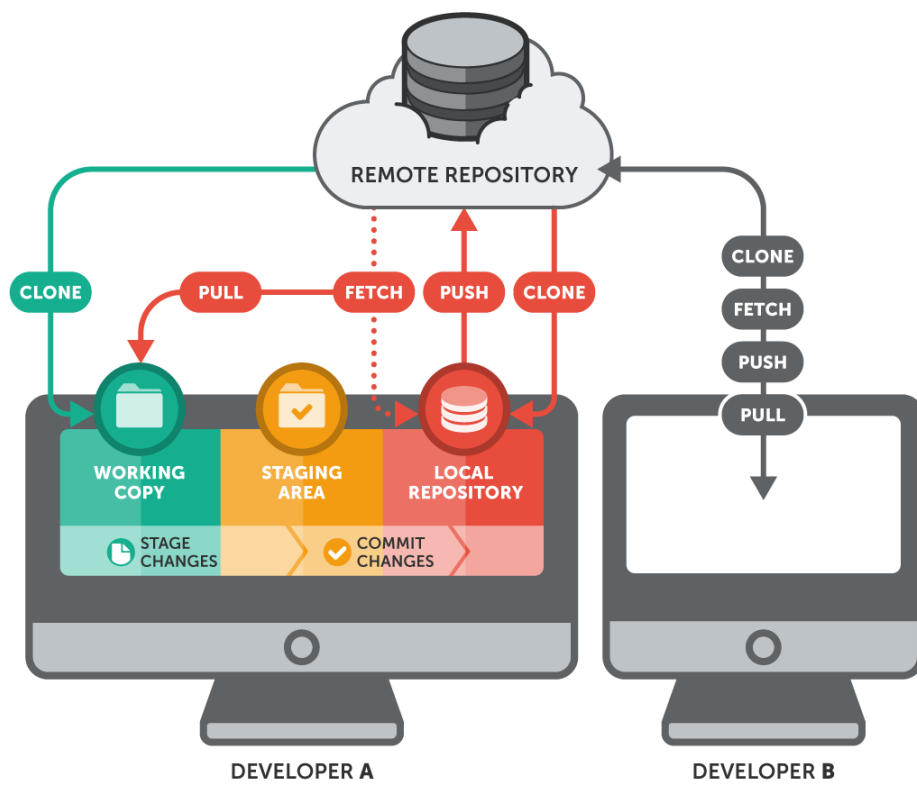 REMOTE REPOSITORY
CLONE
PULL
FETCH
PUSH
CLONE
WORKING
COPY
STAGING
AREA
LOCAL
REPOSITORY
STAGE
CHANGES
COMMIT
CHANGES
DEVELOPER A
CLONE
FETCH
PUSH
PULL
DEVELOPER B